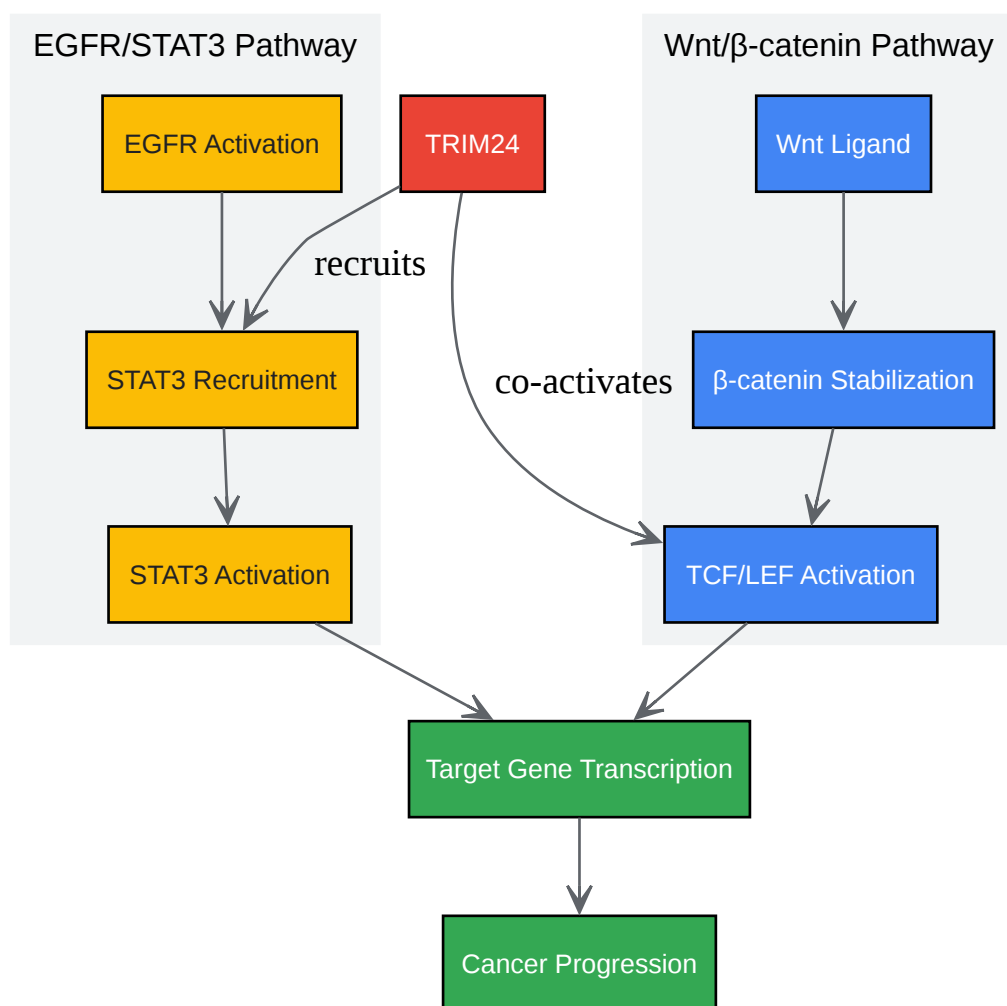 EGFR/STAT3 Pathway
Wnt/β-catenin Pathway
EGFR Activation
TRIM24
Wnt Ligand
recruits
STAT3 Recruitment
co-activates
β-catenin Stabilization
STAT3 Activation
TCF/LEF Activation
Target Gene Transcription
Cancer Progression